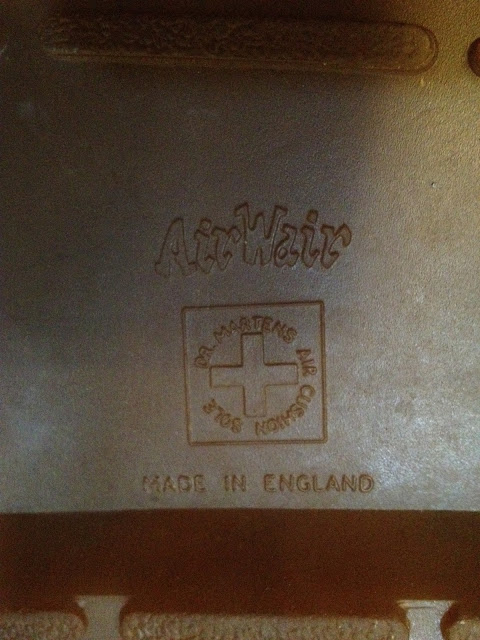 AirWair
DR. MARTENS AIR CUSHION SOLE
MADE IN ENGLAND